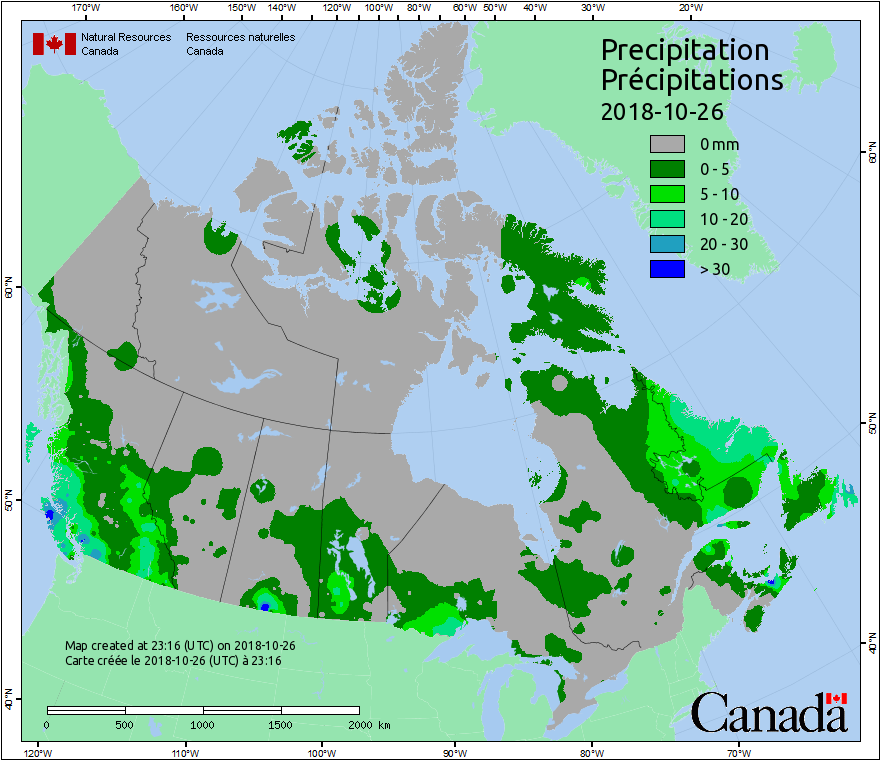 170°W 160°W 150°W 140°W 120°W 100°W 80°W 60°W 50°W 40°W 30°W 20°W
Natural Resources Ressources naturelles
Canada Canada
Precipitation
Précipitations
2018-10-26
0 mm
0 - 5
5 - 10
10 - 20
20 - 30
> 30
60°N 60°N
50°N 50°N
40°N 40°N
Map created at 23:16 (UTC) on 2018-10-26
Carte créée le 2018-10-26 (UTC) à 23:16
0 500 1000 1500 2000 km
Canada
120°W 110°W 100°W 90°W 80°W 70°W